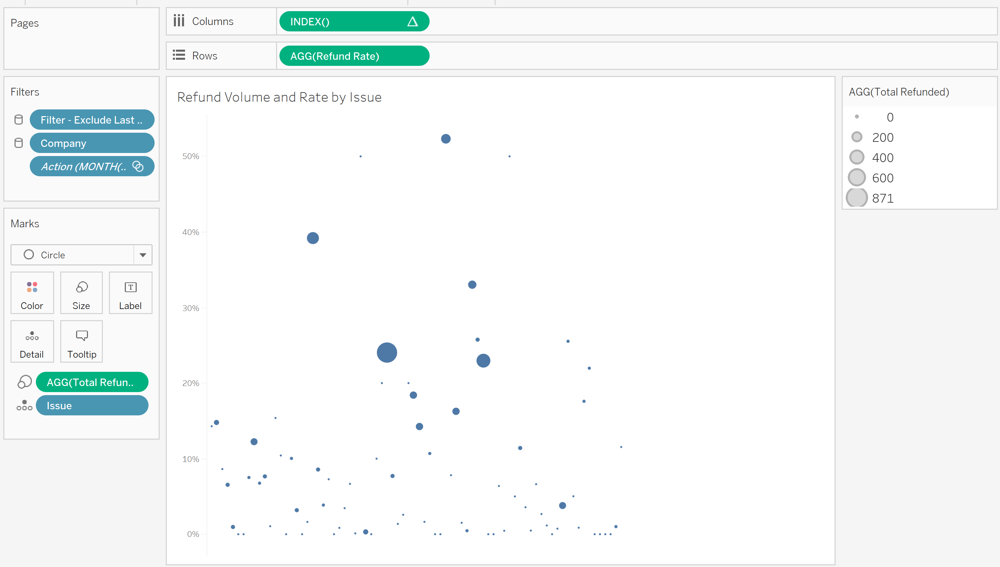 Pages
Columns
INDEX()
Rows
AGG(Refund Rate)
Filters
Filter - Exclude Last ..
Company
Action (MONTH(..
Marks
Circle
Color
Size
T
Label
Detail
Tooltip
AGG(Total Refun..
Issue
Refund Volume and Rate by Issue
50%
40%
30%
20%
10%
0%
AGG(Total Refunded)
0
200
400
600
871